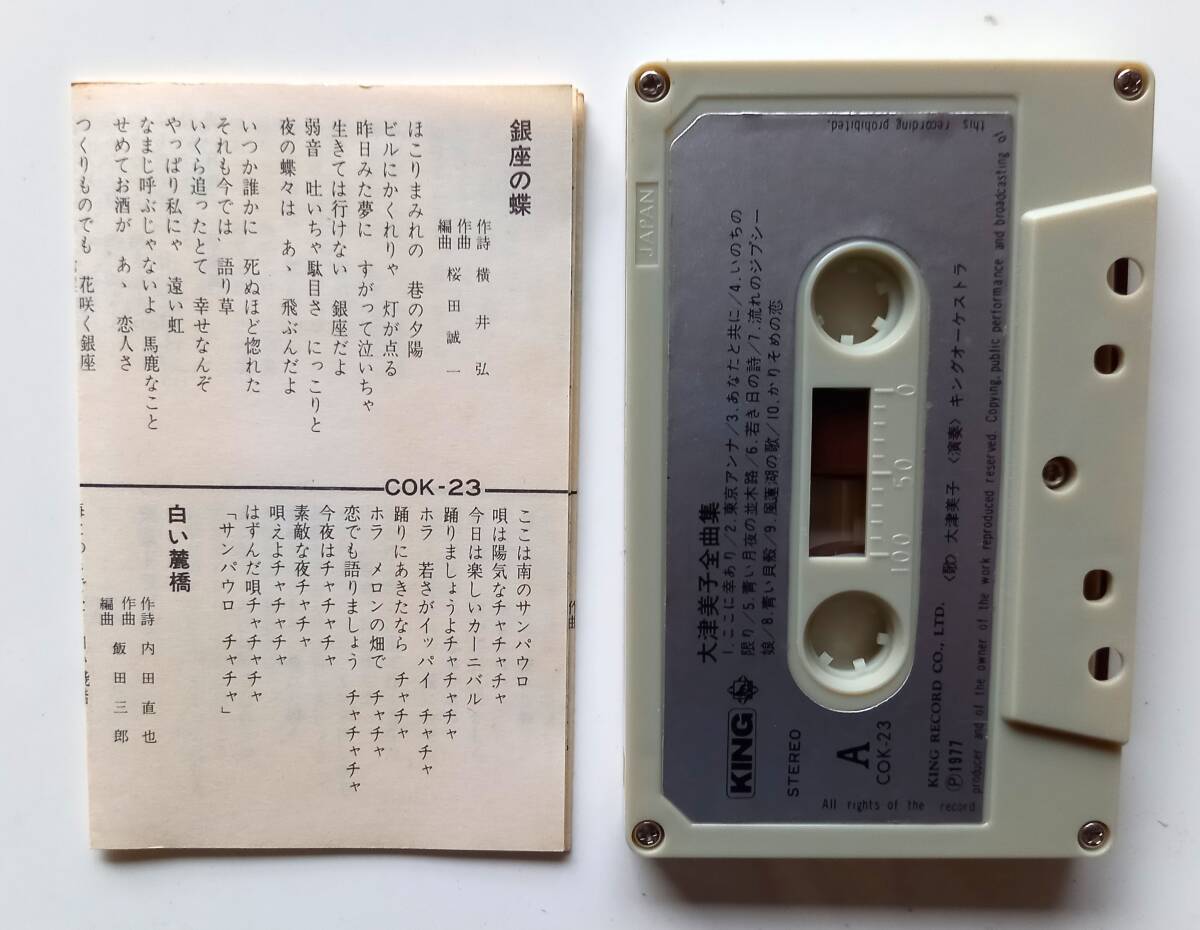 銀座の蝶
作詩 横井 弘
作曲
編曲 桜田誠一
ほこりまみれの 巷の夕陽
ビルにかくれりゃ 灯が点る
昨日みた夢に すがって泣いちゃ
生きては行けない 銀座だよ
弱音 吐いちゃ駄目さ にっこりと
夜の蝶々は あゝ 飛ぶんだよ
いつか誰かに 死ぬほど惚れた
それも今では 語り草
いくら追ったとて 幸せなんぞ
やっぱり私にゃ 遠い虹
なまじ呼ぶじゃないよ 馬鹿なこと
せめてお酒が あゝ 恋人さ
つくりものでも 花咲く銀座
COK-23
ここは南のサンパウロ
唄は陽気なチャチャチャ
今日は楽しいカーニバル
踊りましょうよチャチャチャ
ホラ 若さがイッパイ チャチャ
踊りにあきたなら チャチャ
ホラ メロンの畑で チャチャ
恋でも語りましょう チャチャチャ
今夜はチャチャチャ
素敵な夜チャチャ
唄えよチャチャチャ
はずんだ唄チャチャチャ
「サンパウロ チャチャ」
白い麓橋
作詩 内田直也
作曲
編曲 飯田三郎
JAPAN
大津美子全曲集
1.ここに幸あり/2.東京アンナ/3.あなたと共に/4.いのちの
限り/5.青い月夜の並木路/6.若き日の詩/7.流れのジプシー
娘/8.青い貝殻/9.風蓮湖の歌/10.かりそめの恋
KING
STEREO
A
COK-23
100 50 0
KING RECORD CO., LTD.
〈歌〉大津美子 〈演奏〉キングオーケストラ
Ⓟ1977
All rights of the record producer and of the owner of the work reproduced reserved. Copying, public performance and broadcasting of this recording prohibited.